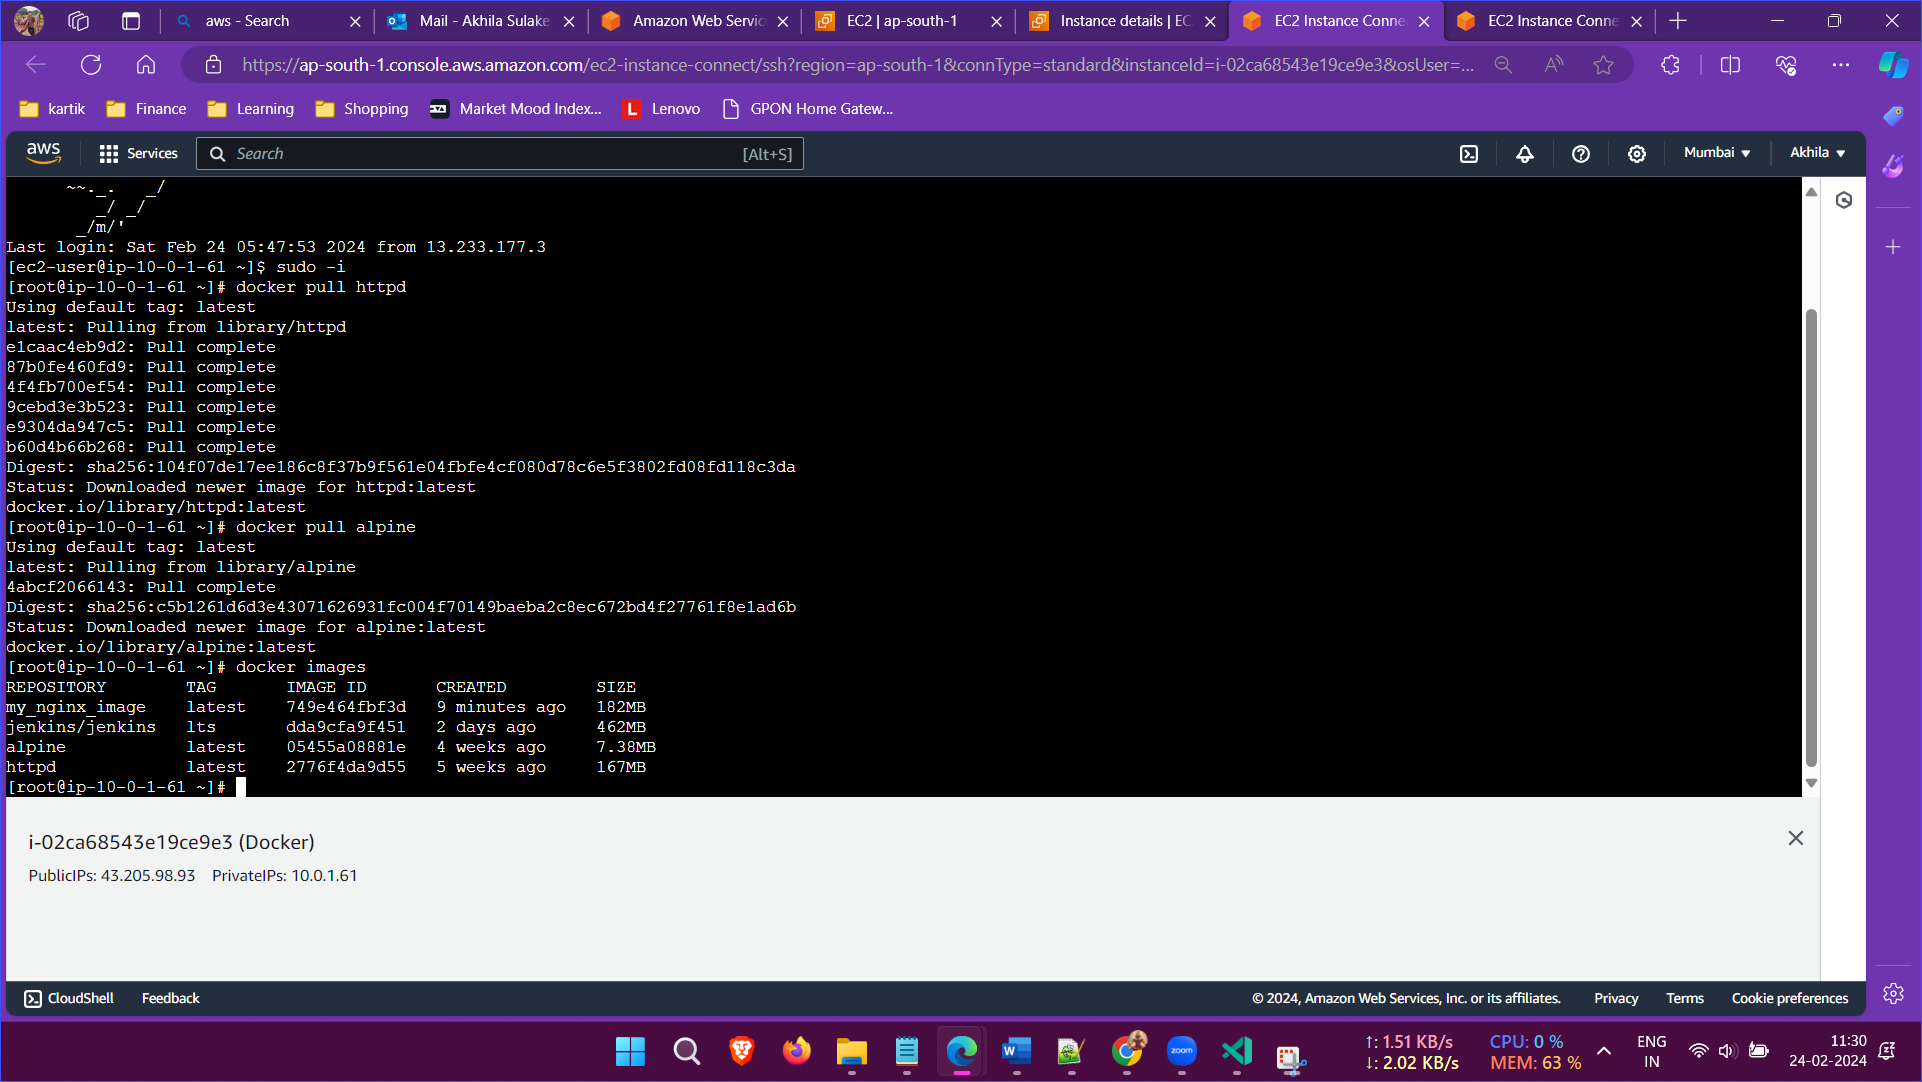 aws - Search
Mail - Akhila Sulake
Amazon Web Servic
EC2 | ap-south-1
Instance details | EC
EC2 Instance Conne
EC2 Instance Conne
https://ap-south-1.console.aws.amazon.com/ec2-instance-connect/ssh?region=ap-south-1&connType=standard&instanceId=i-02ca68543e19ce9e3&osUser=...
kartik
Finance
Learning
Shopping
Market Mood Index...
Lenovo
GPON Home Gatew...
aws
Services
Search
[Alt+S]
Mumbai
Akhila
~~._.   _/
_/ _/
_/m/'
Last login: Sat Feb 24 05:47:53 2024 from 13.233.177.3
[ec2-user@ip-10-0-1-61 ~]$ sudo -i
[root@ip-10-0-1-61 ~]# docker pull httpd
Using default tag: latest
latest: Pulling from library/httpd
e1caac4eb9d2: Pull complete
87b0fe460fd9: Pull complete
4f4fb700ef54: Pull complete
9cebd3e3b523: Pull complete
e9304da947c5: Pull complete
b60d4b66b268: Pull complete
Digest: sha256:104f07de17ee186c8f37b9f561e04fbfe4cf080d78c6e5f3802fd08fd118c3da
Status: Downloaded newer image for httpd:latest
docker.io/library/httpd:latest
[root@ip-10-0-1-61 ~]# docker pull alpine
Using default tag: latest
latest: Pulling from library/alpine
4abcf2066143: Pull complete
Digest: sha256:c5b1261d6d3e43071626931fc004f70149baeba2c8ec672bd4f27761f8e1ad6b
Status: Downloaded newer image for alpine:latest
docker.io/library/alpine:latest
[root@ip-10-0-1-61 ~]# docker images
REPOSITORY        TAG       IMAGE ID       CREATED         SIZE
my_nginx_image    latest    749e464fbf3d   9 minutes ago   182MB
jenkins/jenkins   lts       dda9cfa9f451   2 days ago      462MB
alpine            latest    05455a08881e   4 weeks ago     7.38MB
httpd             latest    2776f4da9d55   5 weeks ago     167MB
[root@ip-10-0-1-61 ~]#
i-02ca68543e19ce9e3 (Docker)
PublicIPs: 43.205.98.93 PrivateIPs: 10.0.1.61
CloudShell
Feedback
© 2024, Amazon Web Services, Inc. or its affiliates.
Privacy
Terms
Cookie preferences
↑: 1.51 KB/s
↓: 2.02 KB/s
CPU: 0 %
MEM: 63 %
ENG
IN
11:30
24-02-2024